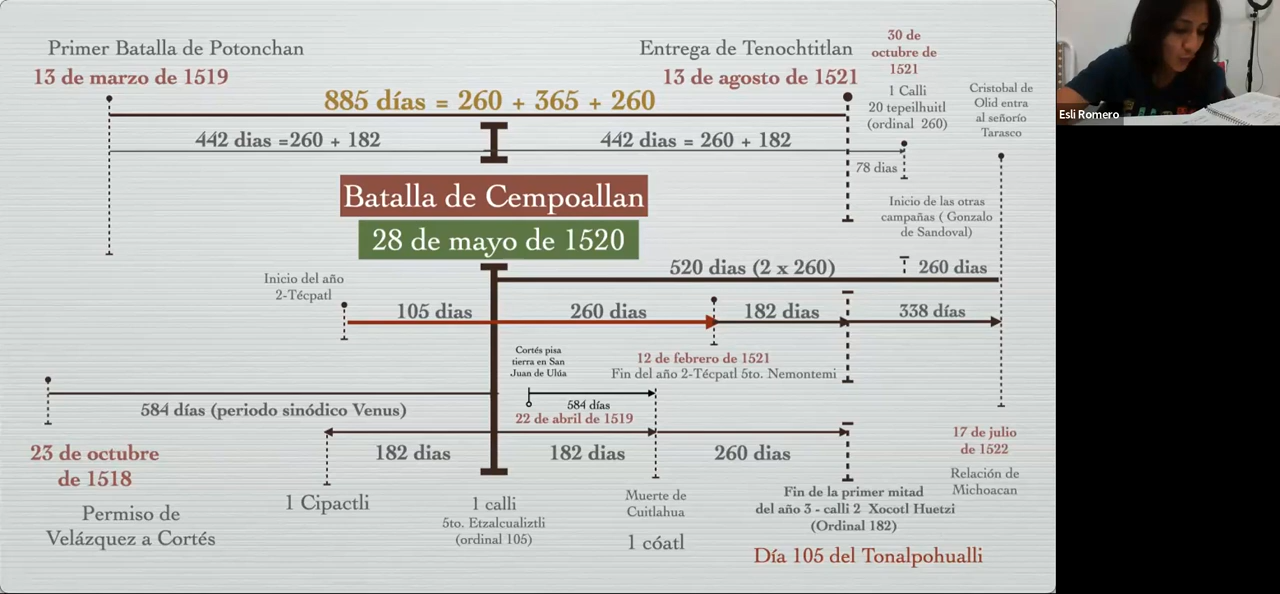 Primer Batalla de Potonchan
13 de marzo de 1519
Entrega de Tenochtitlan
13 de agosto de 1521
30 de
octubre de
1521
1 Calli
20 tepeilhuitl
(ordinal 260)
Cristobal de
Olid entra
al señorío
Tarasco
Esli Romero
885 días = 260 + 365 + 260
442 dias =260 + 182
442 dias = 260 + 182
78 dias
Batalla de Cempoallan
28 de mayo de 1520
Inicio de las otras
campañas ( Gonzalo
de Sandoval)
520 dias (2 x 260)
260 dias
Inicio del año
2-Técpatl
105 dias
260 dias
182 dias
338 días
Cortés pisa
tierra en San
Juan de Ulúa
12 de febrero de 1521
Fin del año 2-Técpatl 5to. Nemontemi
584 días (periodo sinódico Venus)
584 días
22 de abril de 1519
23 de octubre
de 1518
Permiso de
Velázquez a Cortés
182 dias
182 dias
260 dias
17 de julio
de 1522
Relación de
Michoacan
1 Cipactli
1 calli
5to. Etzalcualiztli
(ordinal 105)
Muerte de
Cuitlahua
1 cóatl
Fin de la primer mitad
del año 3 - calli 2 Xocotl Huetzi
(Ordinal 182)
Día 105 del Tonalpohualli